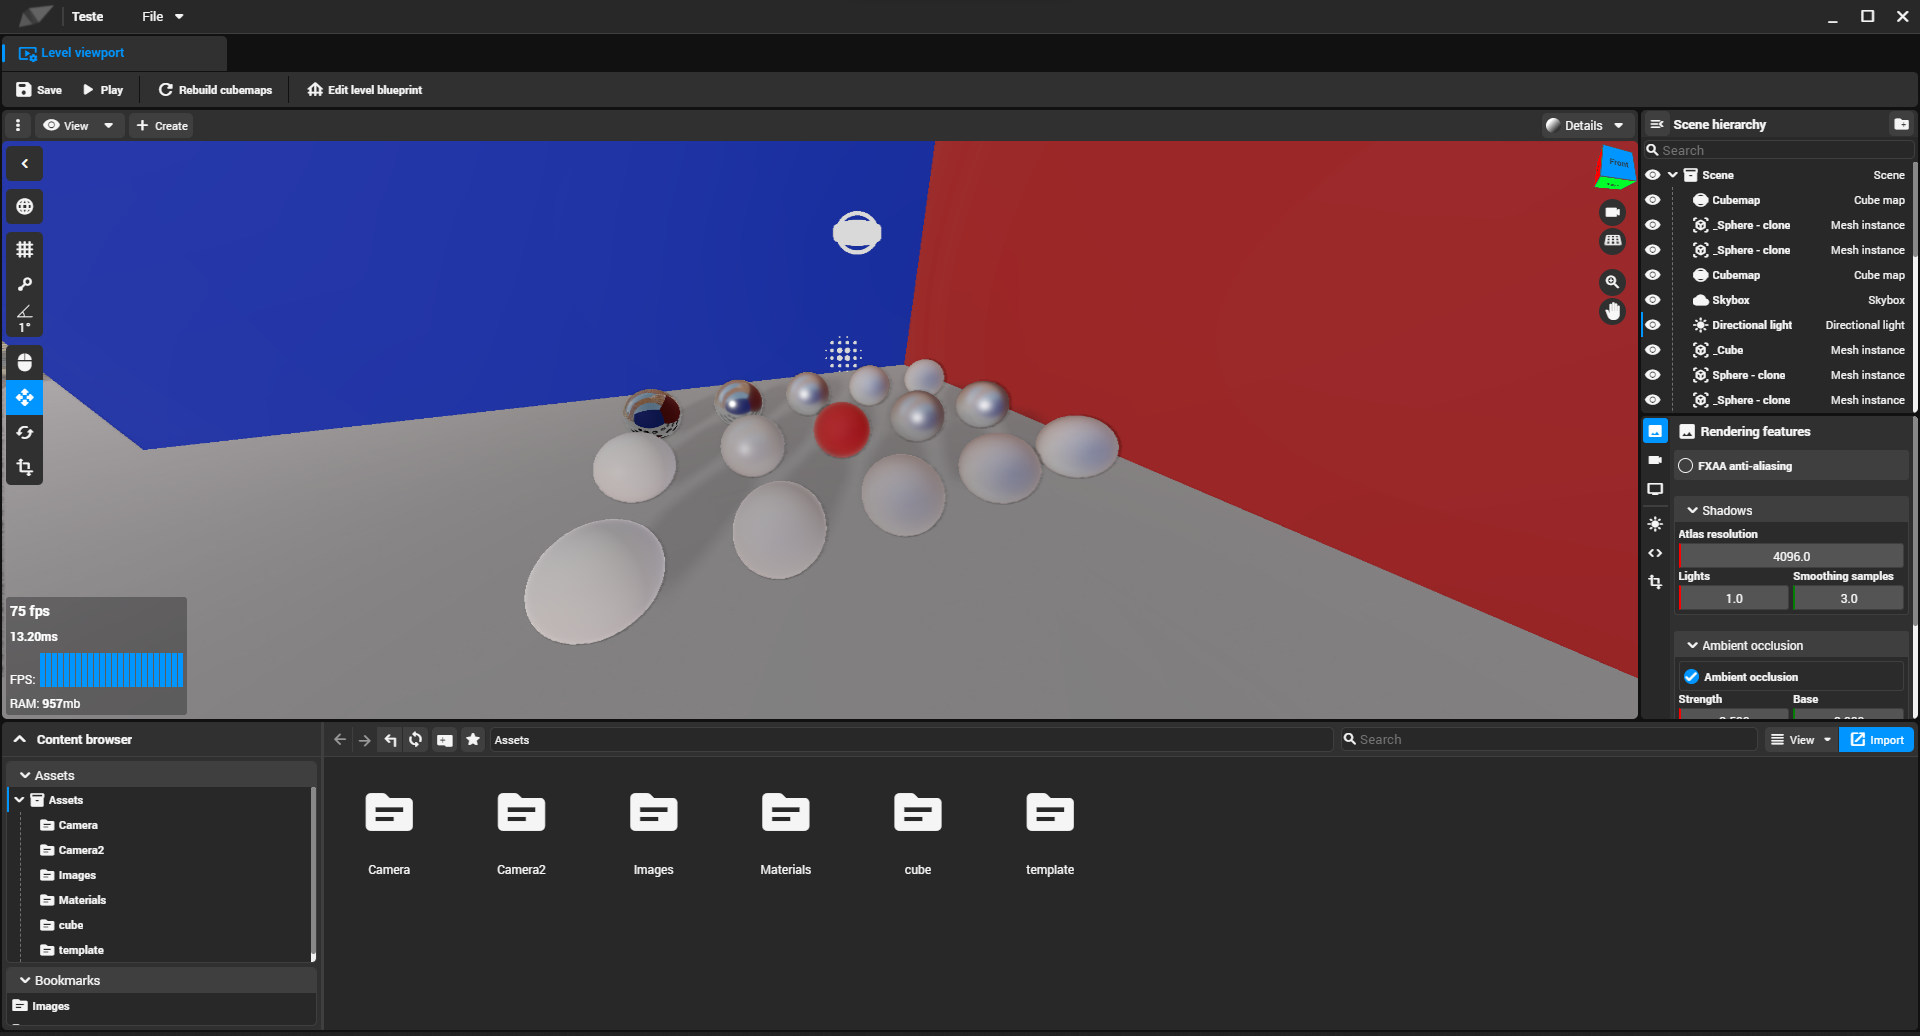 Teste
File
Level viewport
Save
Play
Rebuild cubemaps
Edit level blueprint
View
Create
Details
Front
1°
75 fps
13.20ms
FPS:
RAM: 957mb
Scene hierarchy
Search
Scene Scene
Cubemap Cube map
_Sphere - clone Mesh instance
_Sphere - clone Mesh instance
Cubemap Cube map
Skybox Skybox
Directional light Directional light
_Cube Mesh instance
Sphere - clone Mesh instance
_Sphere - clone Mesh instance
Rendering features
FXAA anti-aliasing
Shadows
Atlas resolution
4096.0
Lights Smoothing samples
1.0 3.0
Ambient occlusion
Ambient occlusion
Strength Base
Content browser
Assets
Assets
Camera
Camera2
Images
Materials
cube
template
Bookmarks
Images
Assets
Search
View
Import
Camera
Camera2
Images
Materials
cube
template